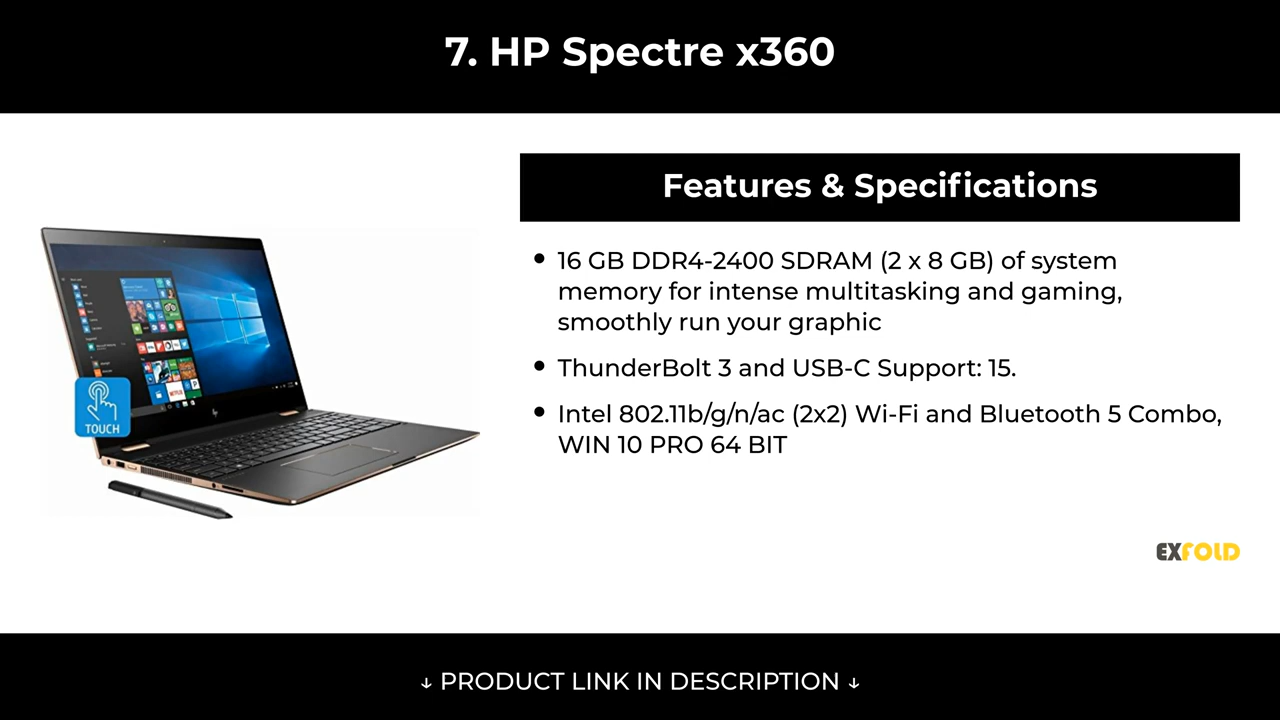 7. HP Spectre x360
Features & Specifications
• 16 GB DDR4-2400 SDRAM (2 x 8 GB) of system
memory for intense multitasking and gaming,
smoothly run your graphic
• ThunderBolt 3 and USB-C Support: 15.
• Intel 802.11b/g/n/ac (2x2) Wi-Fi and Bluetooth 5 Combo,
WIN 10 PRO 64 BIT
NETFLIX
hp
TOUCH
EXFOLD
↓ PRODUCT LINK IN DESCRIPTION ↓